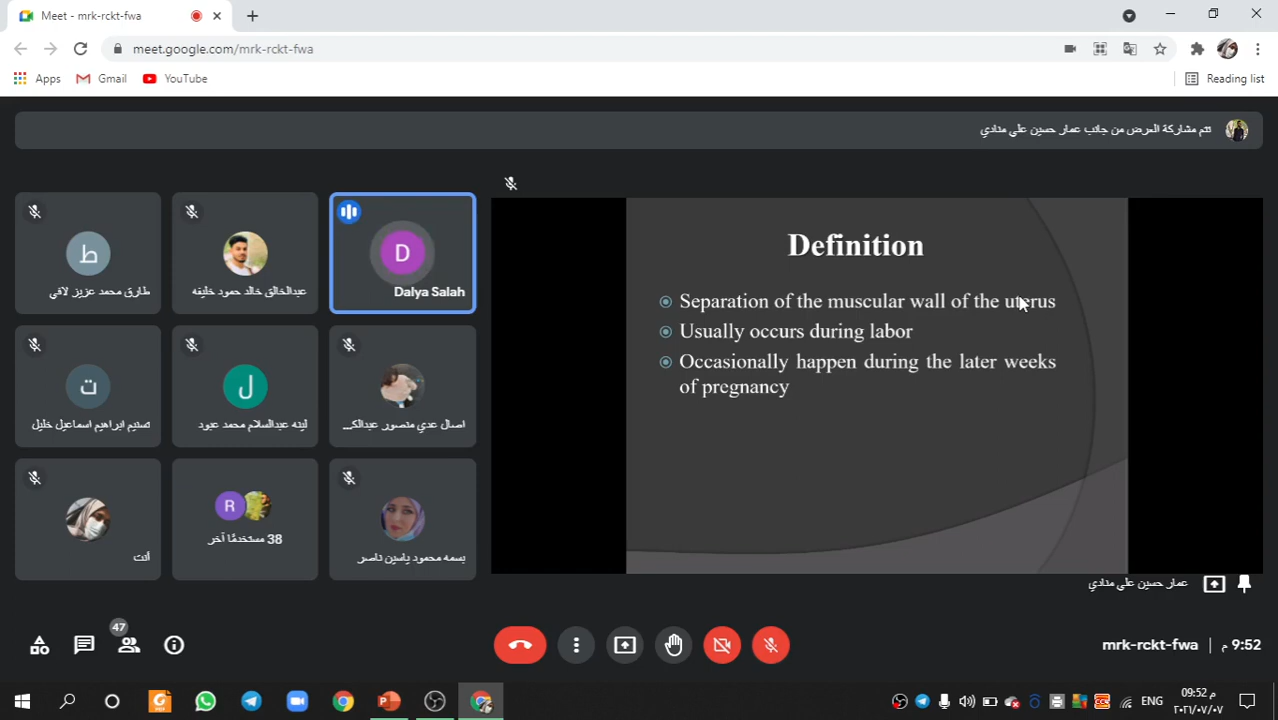 Meet - mrk-rckt-fwa
meet.google.com/mrk-rckt-fwa
Apps
Gmail
YouTube
Reading list
تتم مشاركة العرض من جانب عمار حسين علي منادي
ط
طارق محمد عزيز لافي
عبدالخالق خالد حمود خليفه
D
Dalya Salah
ت
تسنيم ابراهيم اسماعيل خليل
ل
لينه عبدالسلام محمد عبود
اصال عدي منصور عبدالكـ...
أنت
R
38 مستخدمًا آخر
بسمه محمود ياسين ناصر
Definition
Separation of the muscular wall of the uterus
Usually occurs during labor
Occasionally happen during the later weeks
of pregnancy
عمار حسين علي منادي
47
mrk-rckt-fwa | 9:52 م
ENG
09:52 م
٢٠٢١/٠٧/٠٧